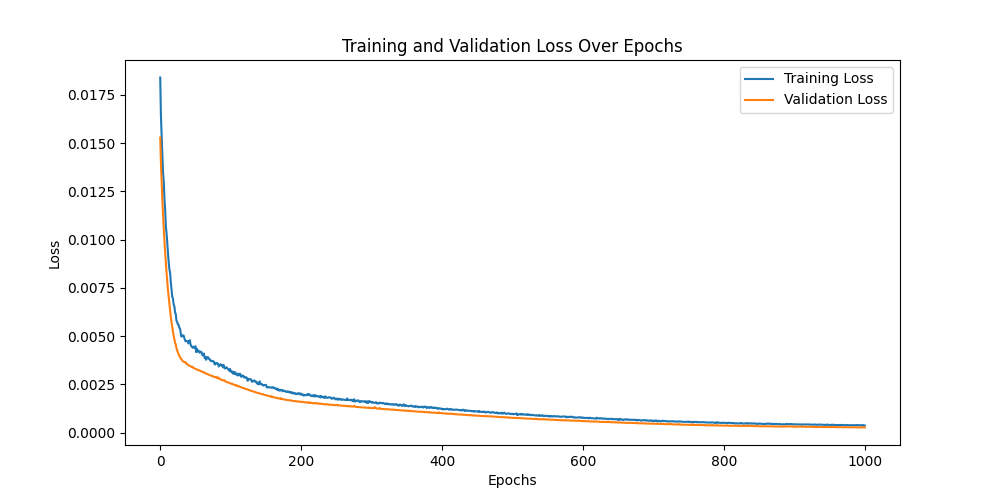 Training and Validation Loss Over Epochs
Training Loss
Validation Loss
0.0175
0.0150
0.0125
0.0100
0.0075
0.0050
0.0025
0.0000
Loss
0 200 400 600 800 1000
Epochs